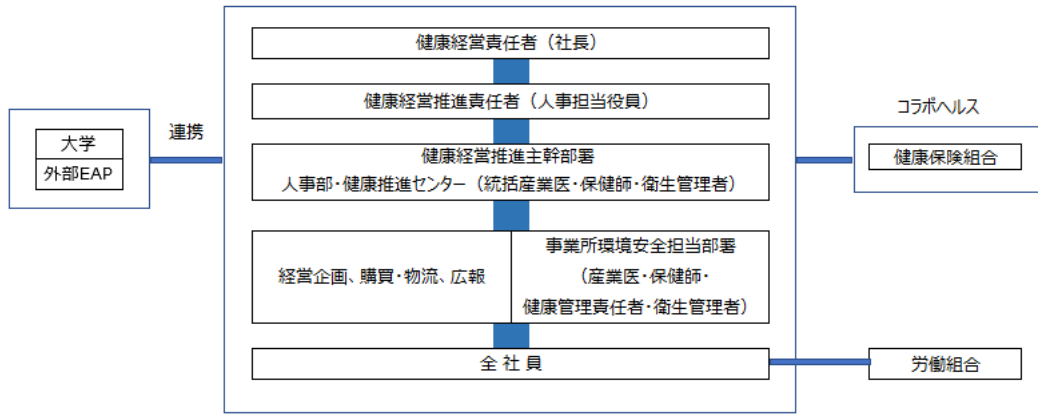 健康経営責任者（社長）
健康経営推進責任者（人事担当役員）
コラボヘルス
連携
大学
外部EAP
健康経営推進主幹部署
人事部・健康推進センター（統括産業医・保健師・衛生管理者）
健康保険組合
経営企画、購買・物流、広報
事業所環境安全担当部署
（産業医・保健師・
健康管理責任者・衛生管理者）
全 社 員
労働組合